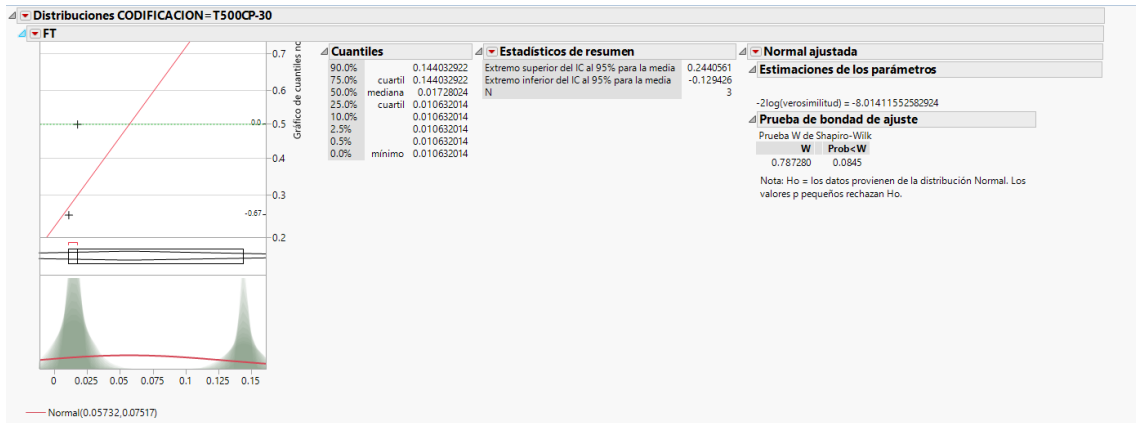 Distribuciones CODIFICACION=T500CP-30
FT
0.7
0.6
0.5
0.4
0.3
0.2
0.0
-0.67
Gráfico de cuantiles no
0 0.025 0.05 0.075 0.1 0.125 0.15
Normal(0.05732,0.07517)
Cuantiles
90.0% 0.144032922
75.0% cuartil 0.144032922
50.0% mediana 0.01728024
25.0% cuartil 0.010632014
10.0% 0.010632014
2.5% 0.010632014
0.5% 0.010632014
0.0% mínimo 0.010632014
Estadísticos de resumen
Extremo superior del IC al 95% para la media 0.2440561
Extremo inferior del IC al 95% para la media -0.129426
N 3
Normal ajustada
Estimaciones de los parámetros
-2log(verosimilitud) = -8.01411552582924
Prueba de bondad de ajuste
Prueba W de Shapiro-Wilk
W Prob<W
0.787280 0.0845
Nota: Ho = los datos provienen de la distribución Normal. Los
valores p pequeños rechazan Ho.